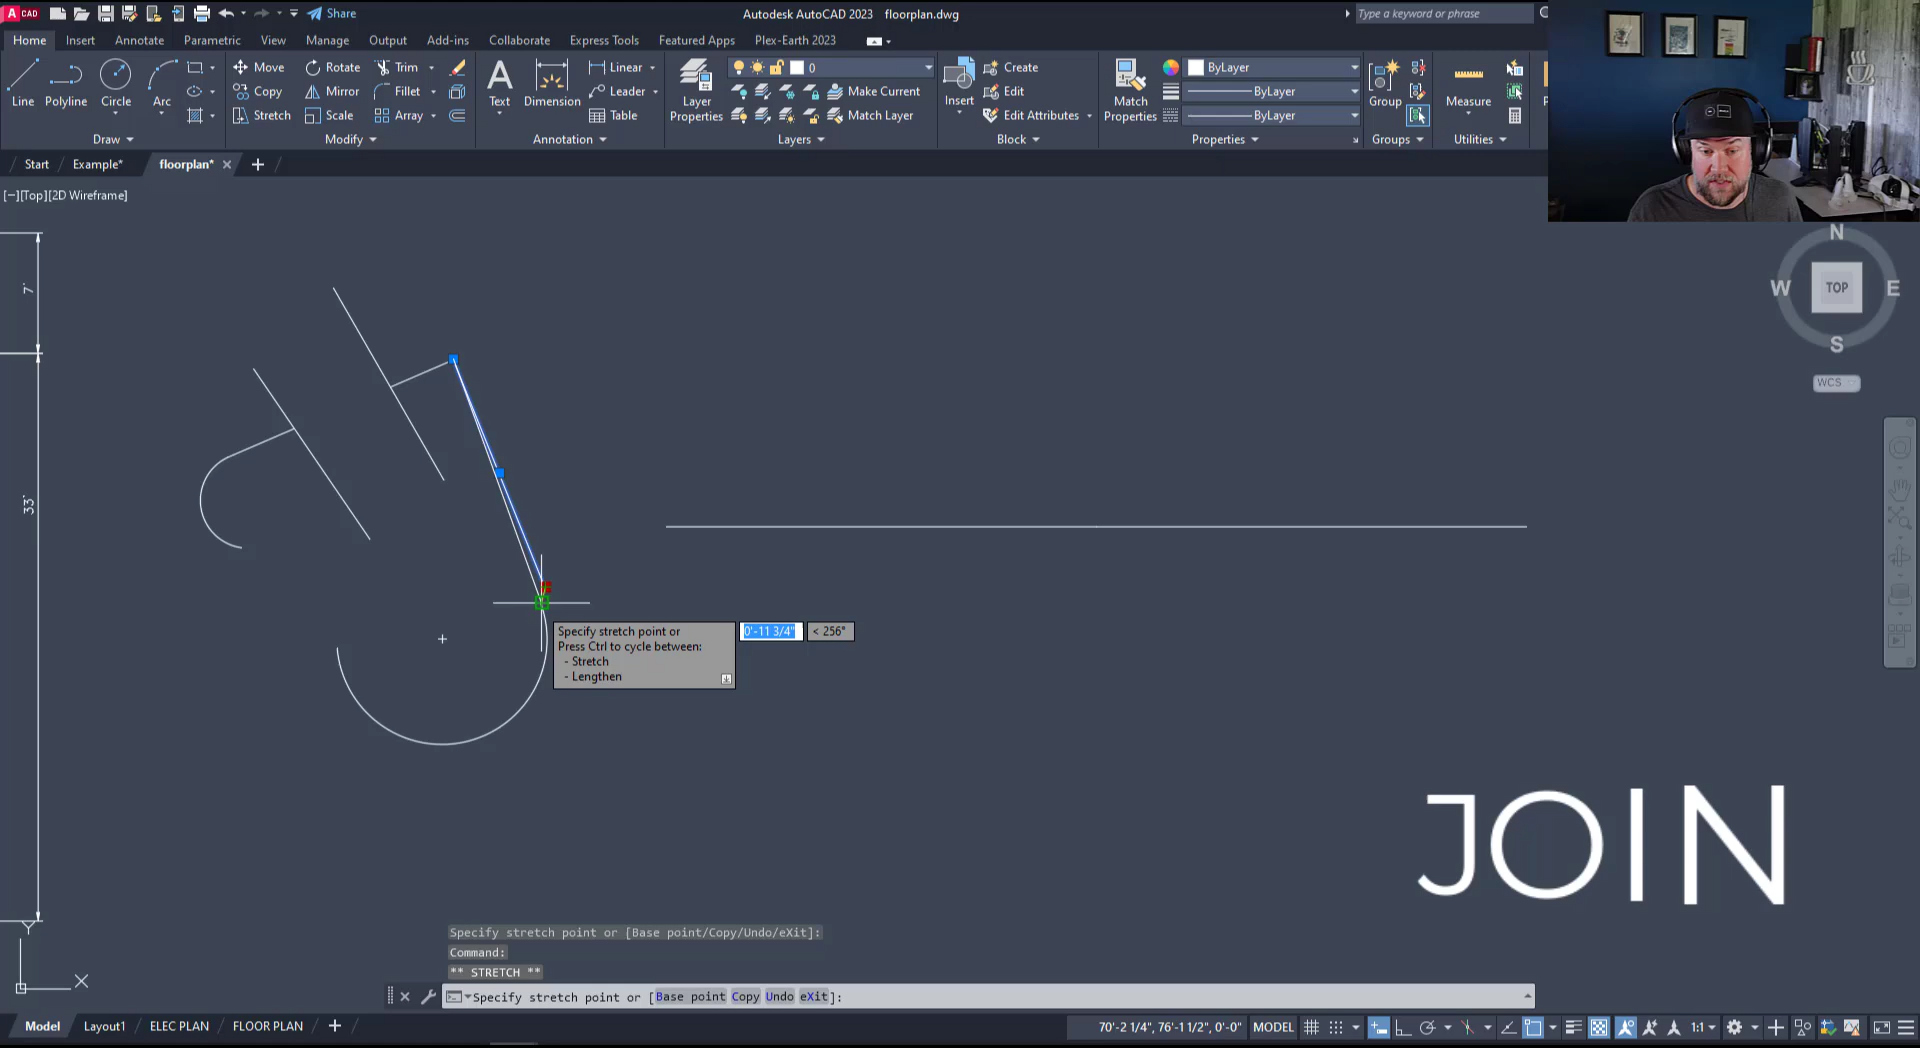 A CAD
Share
Autodesk AutoCAD 2023 floorplan.dwg
Type a keyword or phrase
Home Insert Annotate Parametric View Manage Output Add-ins Collaborate Express Tools Featured Apps Plex-Earth 2023
Line Polyline Circle Arc
Move Rotate Trim
Copy Mirror Fillet
Stretch Scale Array
Text Dimension
Linear
Leader
Table
Layer
Properties
0
Make Current
Match Layer
Insert
Create
Edit
Edit Attributes
Match
Properties
ByLayer
ByLayer
ByLayer
Group
Measure
Draw Modify Annotation Layers Block Properties Groups Utilities
Start Example* floorplan*
[−][Top][2D Wireframe]
N
W TOP E
S
WCS
7'
33'
Specify stretch point or
Press Ctrl to cycle between:
- Stretch
- Lengthen
0'-11 3/4" < 256°
JOIN
Y
X
Specify stretch point or [Base point/Copy/Undo/eXit]:
Command:
** STRETCH **
Specify stretch point or [Base point Copy Undo eXit]:
Model Layout1 ELEC PLAN FLOOR PLAN
70'-2 1/4", 76'-1 1/2", 0'-0" MODEL 1:1